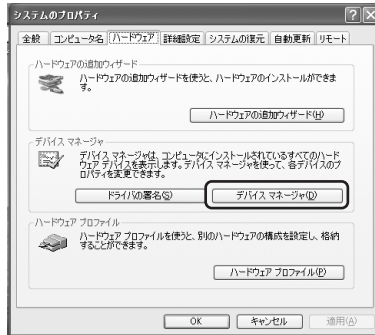 システムのプロパティ
全般 コンピュータ名 ハードウェア 詳細設定 システムの復元 自動更新 リモート
ハードウェアの追加ウィザード
ハードウェアの追加ウィザードを使うと、ハードウェアのインストールができま
す。
ハードウェアの追加ウィザード(H)
デバイス マネージャ
デバイス マネージャは、コンピュータにインストールされているすべてのハード
ウェア デバイスを表示します。デバイス マネージャを使って、各デバイスのプ
ロパティを変更できます。
ドライバの署名(S) デバイス マネージャ(D)
ハードウェア プロファイル
ハードウェア プロファイルを使うと、別のハードウェアの構成を設定し、格納
することができます。
ハードウェア プロファイル(P)
OK キャンセル 適用(A)